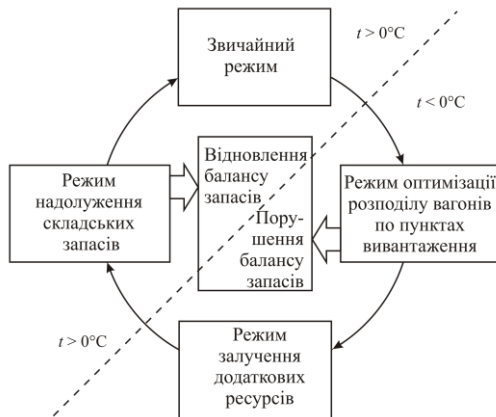 Звичайний
режим
t > 0°C
t < 0°C
Відновлення
балансу
запасів
Режим
надолуження
складських
запасів
Режим оптимізації
розподілу вагонів
по пунктах
вивантаження
Пору-
шення
балансу
запасів
t > 0°C
Режим
залучення
додаткових
ресурсів